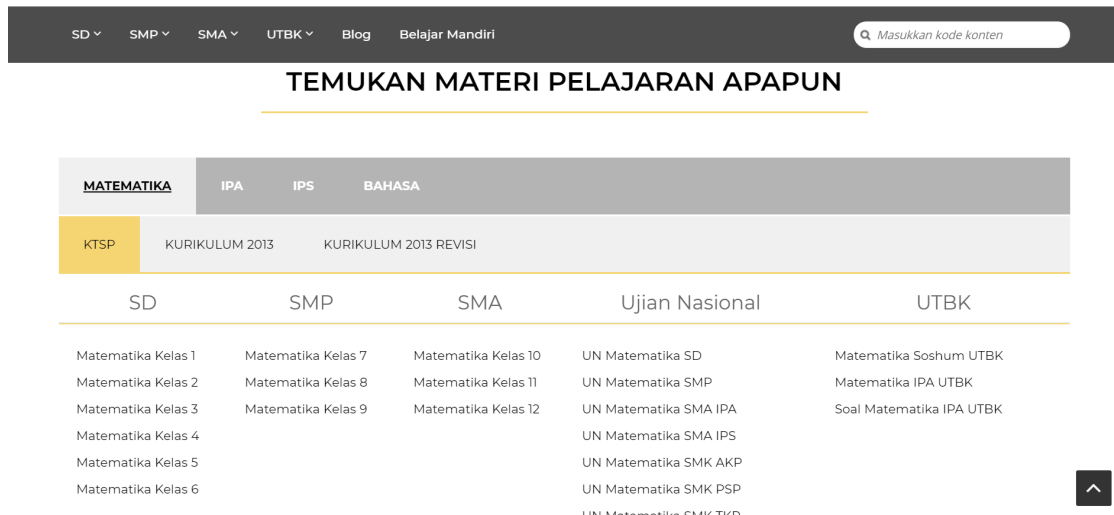 SD SMP SMA UTBK Blog Belajar Mandiri Masukkan kode konten
TEMUKAN MATERI PELAJARAN APAPUN
MATEMATIKA IPA IPS BAHASA
KTSP KURIKULUM 2013 KURIKULUM 2013 REVISI
SD SMP SMA Ujian Nasional UTBK
Matematika Kelas 1 Matematika Kelas 7 Matematika Kelas 10 UN Matematika SD Matematika Soshum UTBK
Matematika Kelas 2 Matematika Kelas 8 Matematika Kelas 11 UN Matematika SMP Matematika IPA UTBK
Matematika Kelas 3 Matematika Kelas 9 Matematika Kelas 12 UN Matematika SMA IPA Soal Matematika IPA UTBK
Matematika Kelas 4 UN Matematika SMA IPS
Matematika Kelas 5 UN Matematika SMK AKP
Matematika Kelas 6 UN Matematika SMK PSP
UN Matematika SMK TKP